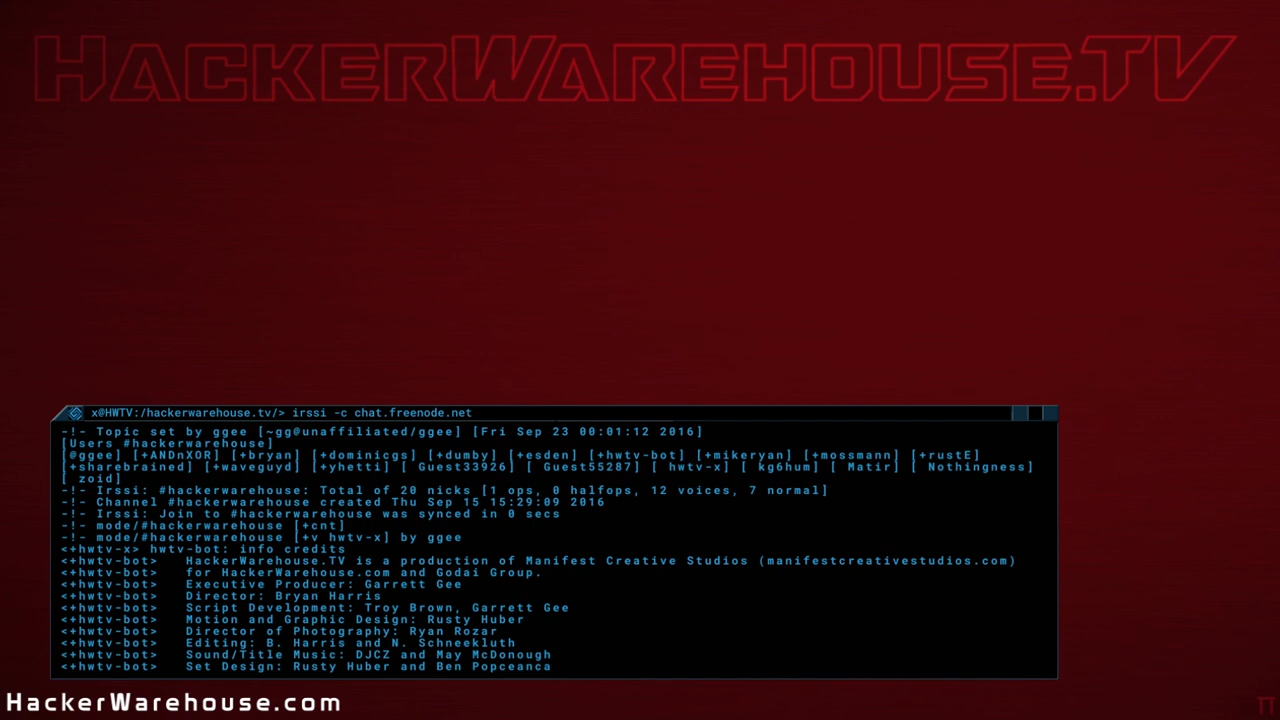 HACKERWAREHOUSE.TV
x@HWTV:/hackerwarehouse.tv/> irssi -c chat.freenode.net
-!- Topic set by ggee [~gg@unaffiliated/ggee] [Fri Sep 23 00:01:12 2016]
[Users #hackerwarehouse]
[@ggee] [+ANDnXOR] [+bryan] [+dominicgs] [+dumby] [+esden] [+hwtv-bot] [+mikeryan] [+mossmann] [+rustE]
[+sharebrained] [+waveguyd] [+yhetti] [ Guest33926] [ Guest55287] [ hwtv-x] [ kg6hum] [ Matir] [ Nothingness]
[ zoid]
-!- Irssi: #hackerwarehouse: Total of 20 nicks [1 ops, 0 halfops, 12 voices, 7 normal]
-!- Channel #hackerwarehouse created Thu Sep 15 15:29:09 2016
-!- Irssi: Join to #hackerwarehouse was synced in 0 secs
-!- mode/#hackerwarehouse [+cnt]
-!- mode/#hackerwarehouse [+v hwtv-x] by ggee
<+hwtv-x> hwtv-bot: info credits
<+hwtv-bot> HackerWarehouse.TV is a production of Manifest Creative Studios (manifestcreativestudios.com)
<+hwtv-bot> for HackerWarehouse.com and Godai Group.
<+hwtv-bot> Executive Producer: Garrett Gee
<+hwtv-bot> Director: Bryan Harris
<+hwtv-bot> Script Development: Troy Brown, Garrett Gee
<+hwtv-bot> Motion and Graphic Design: Rusty Huber
<+hwtv-bot> Director of Photography: Ryan Rozar
<+hwtv-bot> Editing: B. Harris and N. Schneekluth
<+hwtv-bot> Sound/Title Music: DJCZ and May McDonough
<+hwtv-bot> Set Design: Rusty Huber and Ben Popceanca
HackerWarehouse.com
π